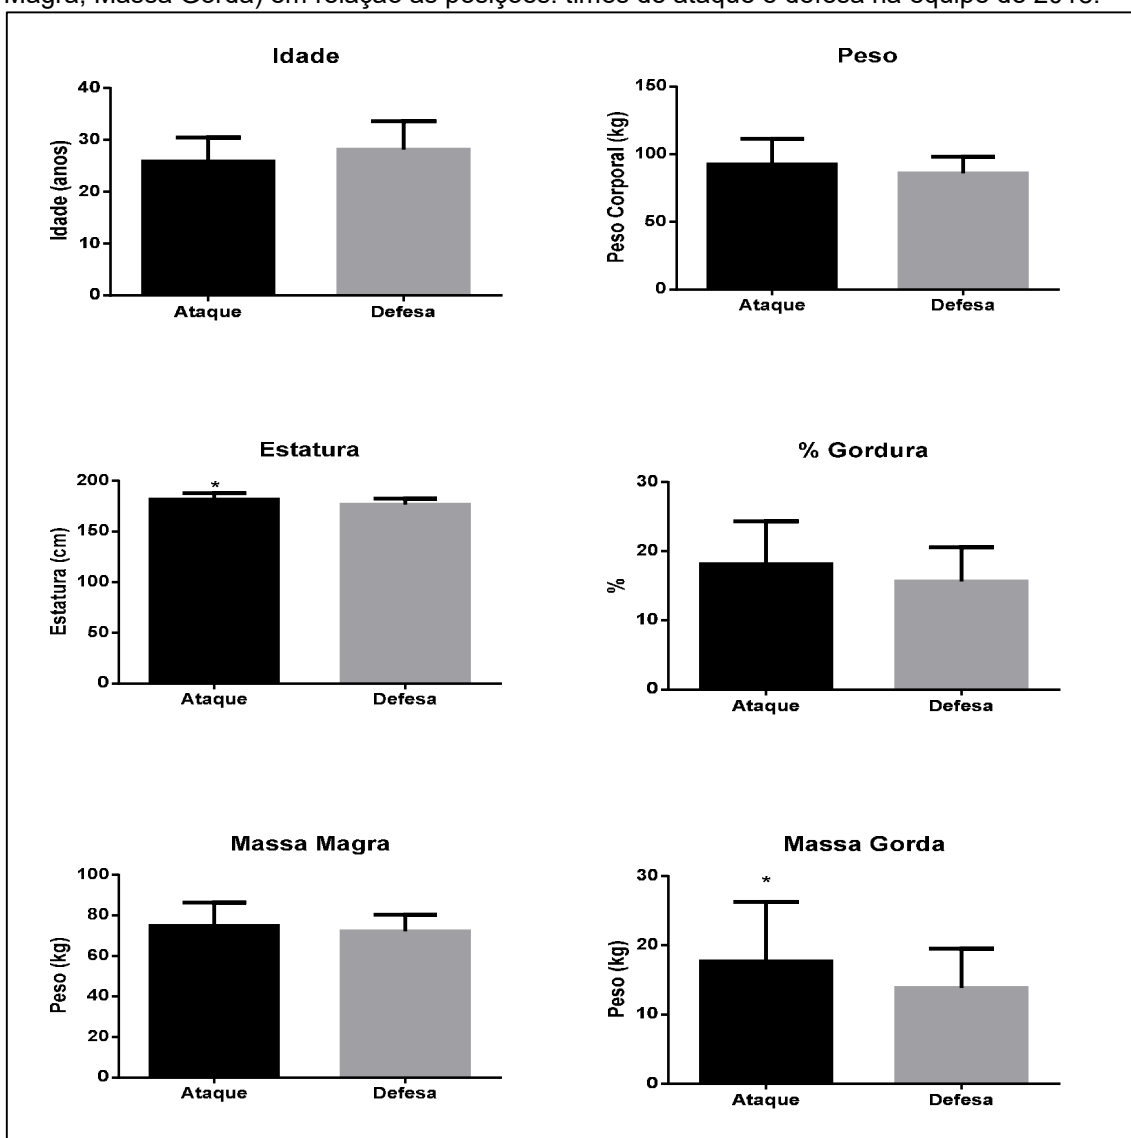 Magra, Massa Gorda) em relação as posições: times de ataque e defesa na equipe de
Idade
40
30
20
10
0
Idade (anos)
Ataque
Defesa
Peso
150
100
50
0
Peso Corporal (kg)
Ataque
Defesa
Estatura
200
150
100
50
0
Estatura (cm)
*
Ataque
Defesa
% Gordura
30
20
10
0
%
Ataque
Defesa
Massa Magra
100
80
60
40
20
0
Peso (kg)
Ataque
Defesa
Massa Gorda
30
20
10
0
Peso (kg)
*
Ataque
Defesa